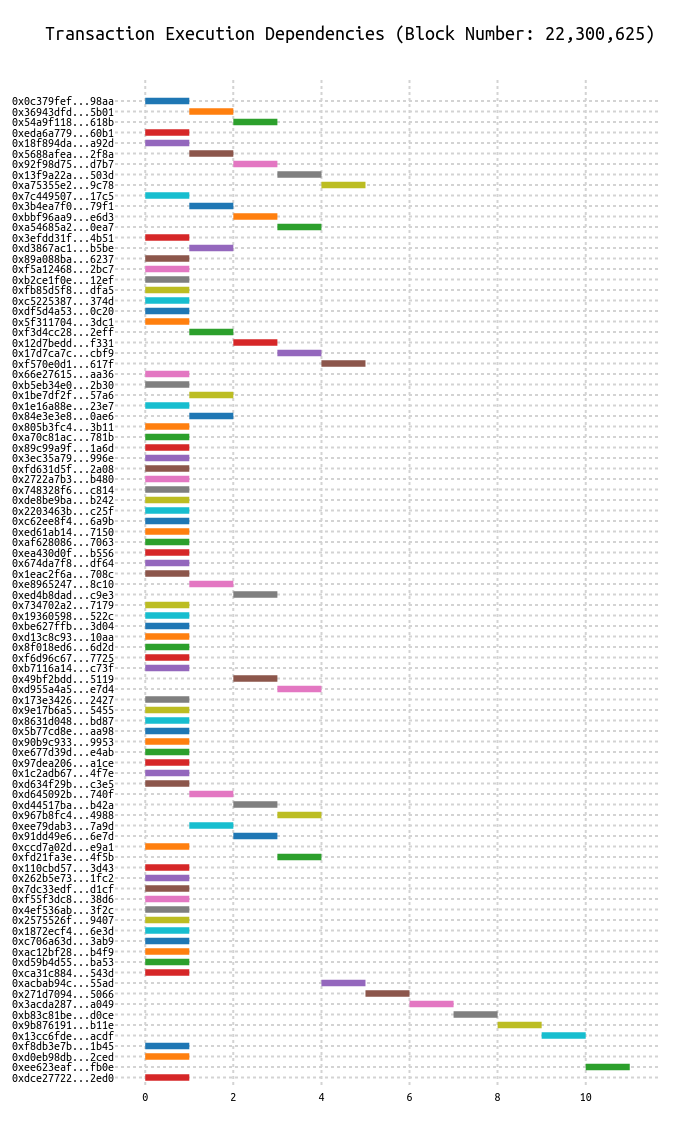 Transaction Execution Dependencies (Block Number: 22,300,625)
0x0c379fef...98aa
0x36943dfd...5b01
0x54a9f118...618b
0xeda6a779...60b1
0x18f894da...a92d
0x5688afea...2f8a
0x92f98d75...d7b7
0x13f9a22a...503d
0xa75355e2...9c78
0x7c449507...17c5
0x3b4ea7f0...79f1
0xbbf96aa9...e6d3
0xa54685a2...0ea7
0x3efdd31f...4b51
0xd3867ac1...b5be
0x89a088ba...6237
0xf5a12468...2bc7
0xb2ce1f0e...12ef
0xfb85d5f8...dfa5
0xc5225387...374d
0xdf5d4a53...0c20
0x5f311704...3dc1
0xf3d4cc28...2eff
0x12d7bedd...f331
0x17d7ca7c...cbf9
0xf570e0d1...617f
0x66e27615...aa36
0xb5eb34e0...2b30
0x1be7df2f...57a6
0x1e16a88e...23e7
0x84e3e3e8...0ae6
0x805b3fc4...3b11
0xa70c81ac...781b
0x89c99a9f...1a6d
0x3ec35a79...996e
0xfd631d5f...2a08
0x2722a7b3...b480
0x748328f6...c814
0xde8be9ba...b242
0x2203463b...c25f
0xc62ee8f4...6a9b
0xed61ab14...7150
0xaf628086...7063
0xea430d0f...b556
0x674da7f8...df64
0x1eac2f6a...708c
0xe8965247...8c10
0xed4b8dad...c9e3
0x734702a2...7179
0x19360598...522c
0xbe627ffb...3d04
0xd13c8c93...10aa
0x8f018ed6...6d2d
0xf6d96c67...7725
0xb7116a14...c73f
0x49bf2bdd...5119
0xd955a4a5...e7d4
0x173e3426...2427
0x9e17b6a5...5455
0x8631d048...bd87
0x5b77cd8e...aa98
0x90b9c933...9953
0xe677d39d...e4ab
0x97dea206...a1ce
0x1c2adb67...4f7e
0xd634f29b...c3e5
0xd645092b...740f
0xd44517ba...b42a
0x967b8fc4...4988
0xee79dab3...7a9d
0x91dd49e6...6e7d
0xccd7a02d...e9a1
0xfd21fa3e...4f5b
0x110cbd57...3d43
0x262b5e73...1fc2
0x7dc33edf...d1cf
0xf55f3dc8...38d6
0x4ef536ab...3f2c
0x2575526f...9407
0x1872ecf4...6e3d
0xc706a63d...3ab9
0xac12bf28...b4f9
0xd59b4d55...ba53
0xca31c884...543d
0xacbab94c...55ad
0x271d7094...5066
0x3acda287...a049
0xb83c81be...d0ce
0x9b876191...b11e
0x13cc6fde...acdf
0xf8db3e7b...1b45
0xd0eb98db...2ced
0xee623eaf...fb0e
0xdce27722...2ed0
0 2 4 6 8 10